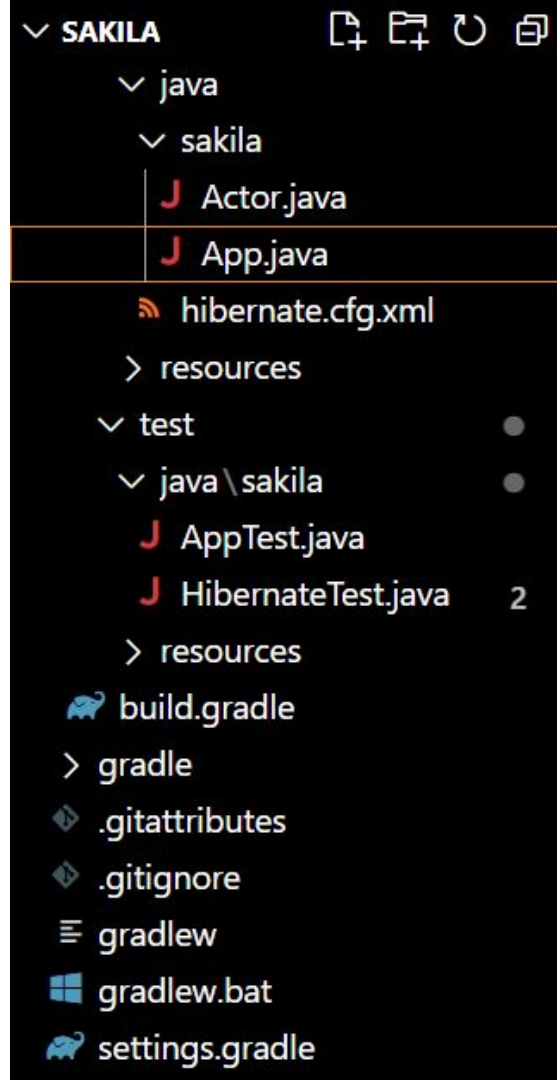 SAKILA
java
sakila
Actor.java
App.java
hibernate.cfg.xml
resources
test
java\sakila
AppTest.java
HibernateTest.java 2
resources
build.gradle
gradle
.gitattributes
.gitignore
gradlew
gradlew.bat
settings.gradle